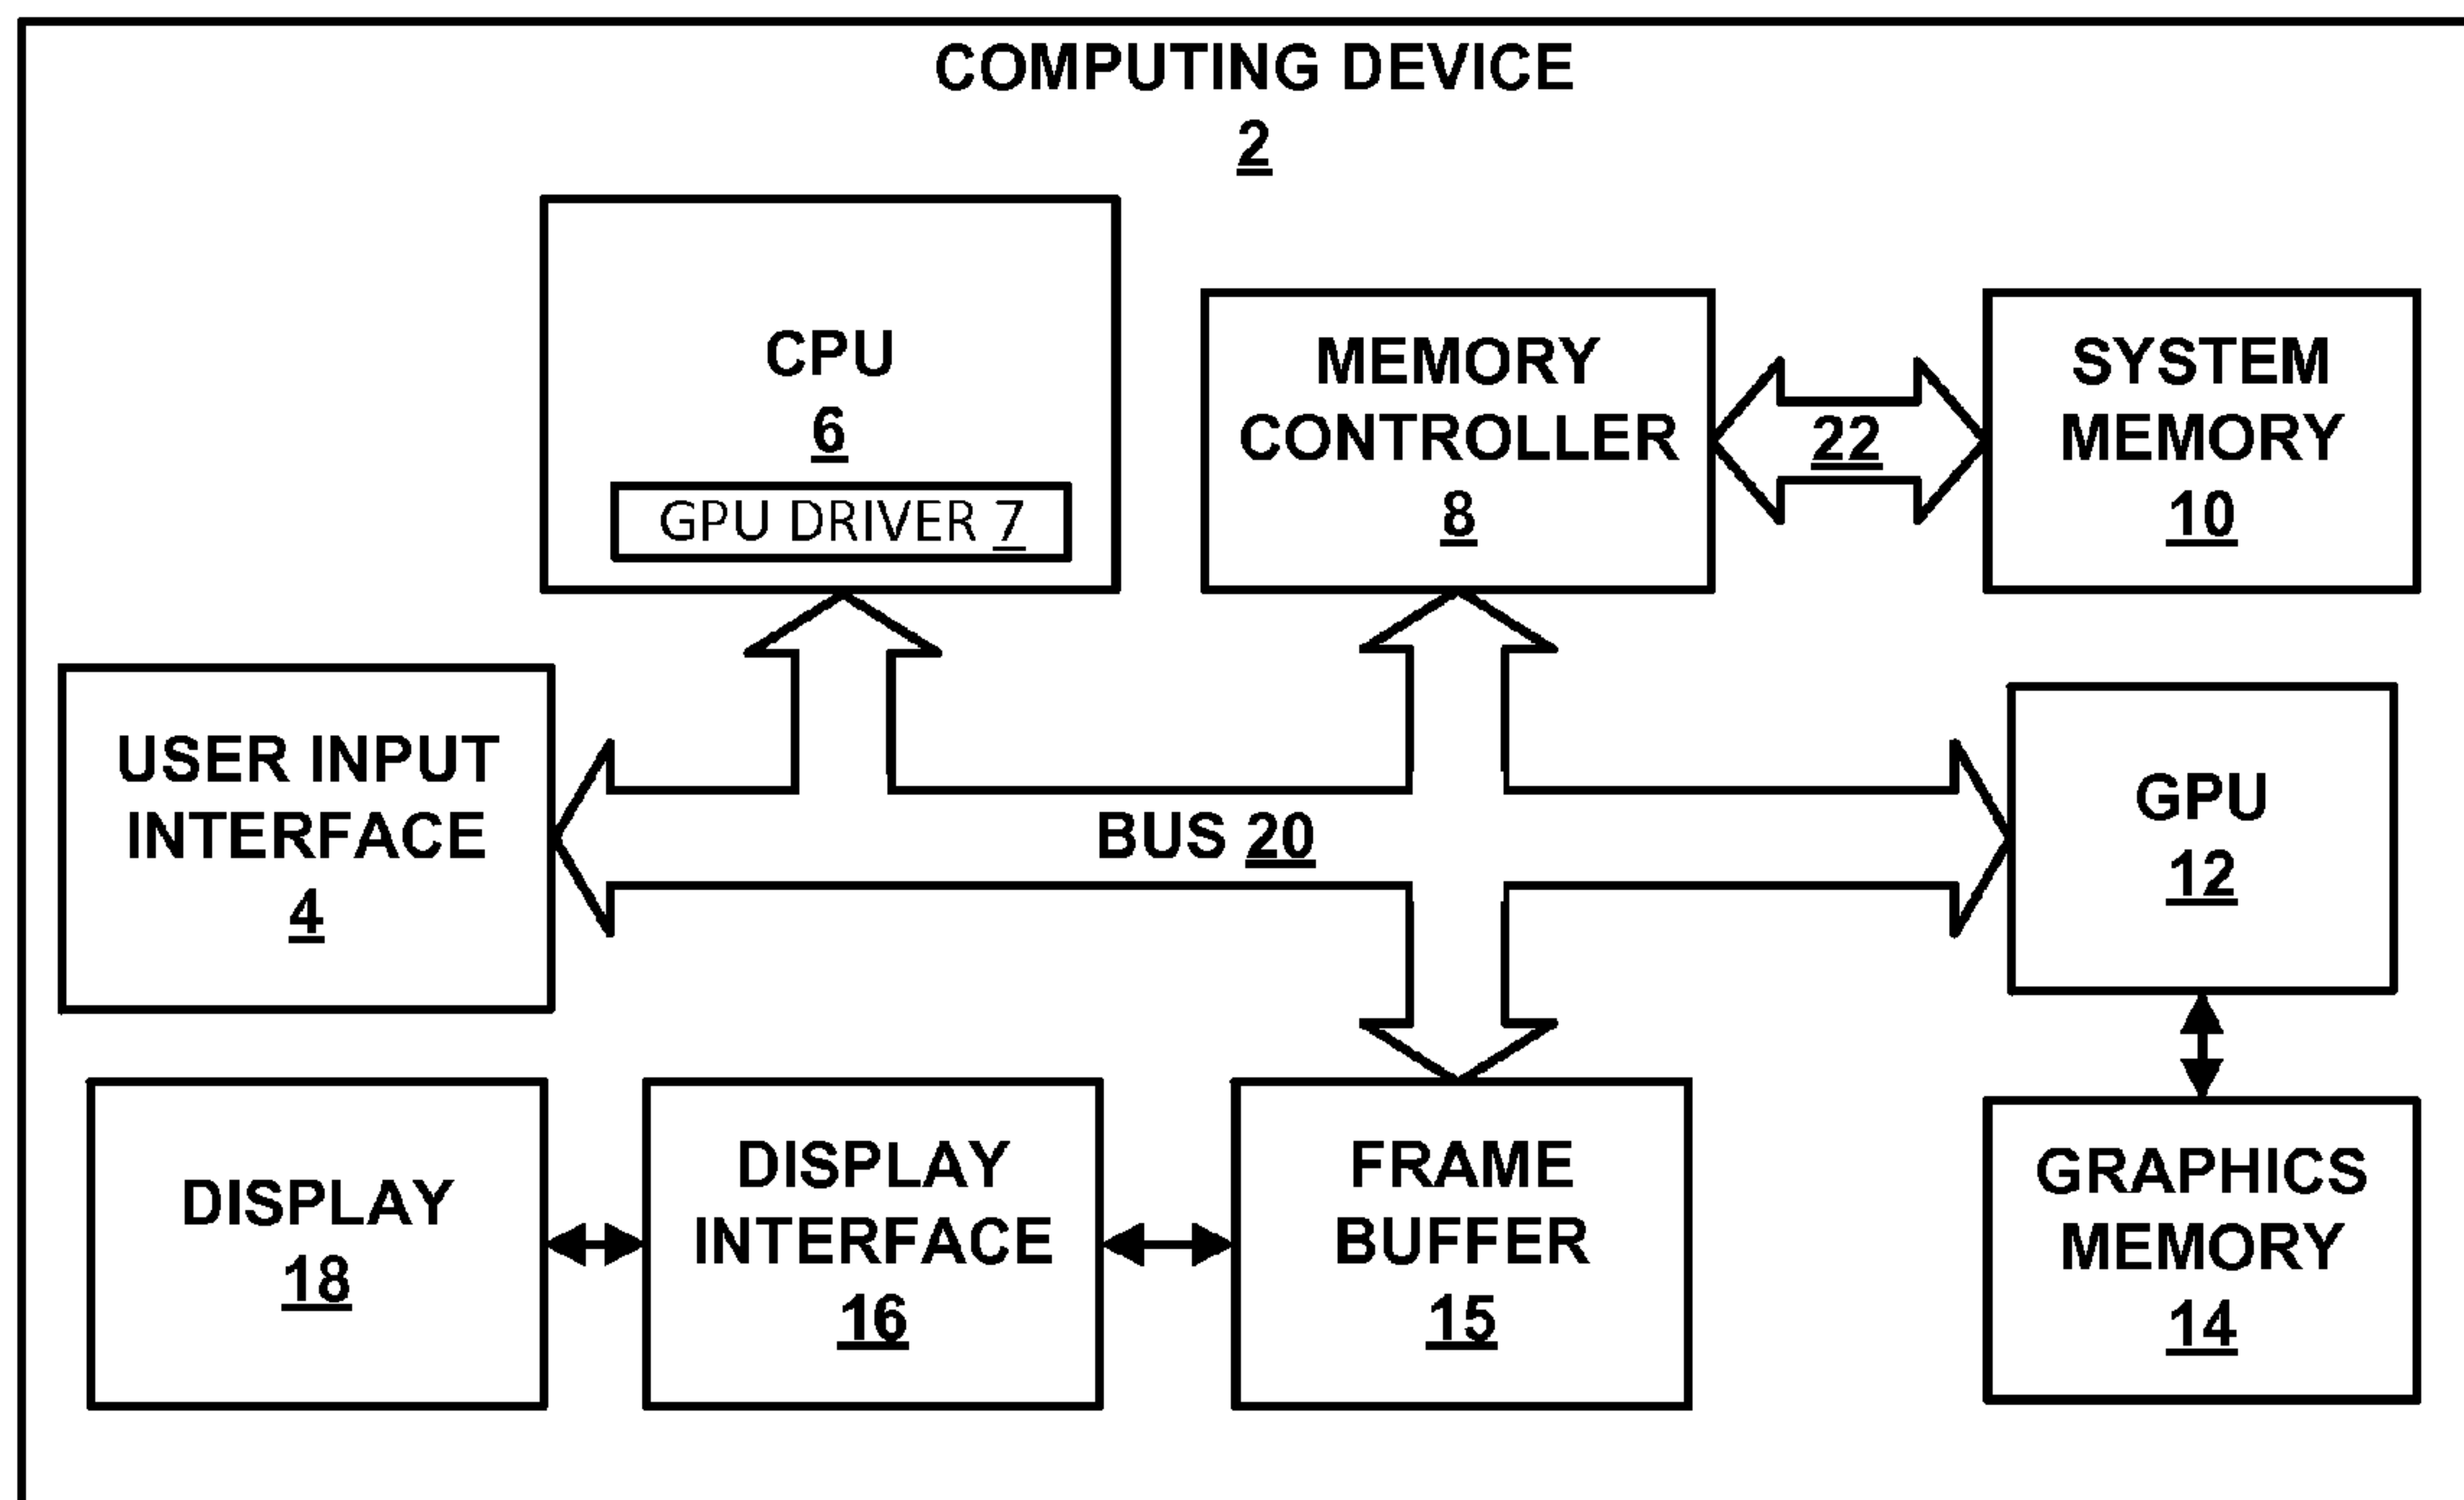 COMPUTING DEVICE
2
CPU
6
GPU DRIVER 7
MEMORY
CONTROLLER
8
22
SYSTEM
MEMORY
10
USER INPUT
INTERFACE
4
BUS 20
GPU
12
DISPLAY
18
DISPLAY
INTERFACE
16
FRAME
BUFFER
15
GRAPHICS
MEMORY
14